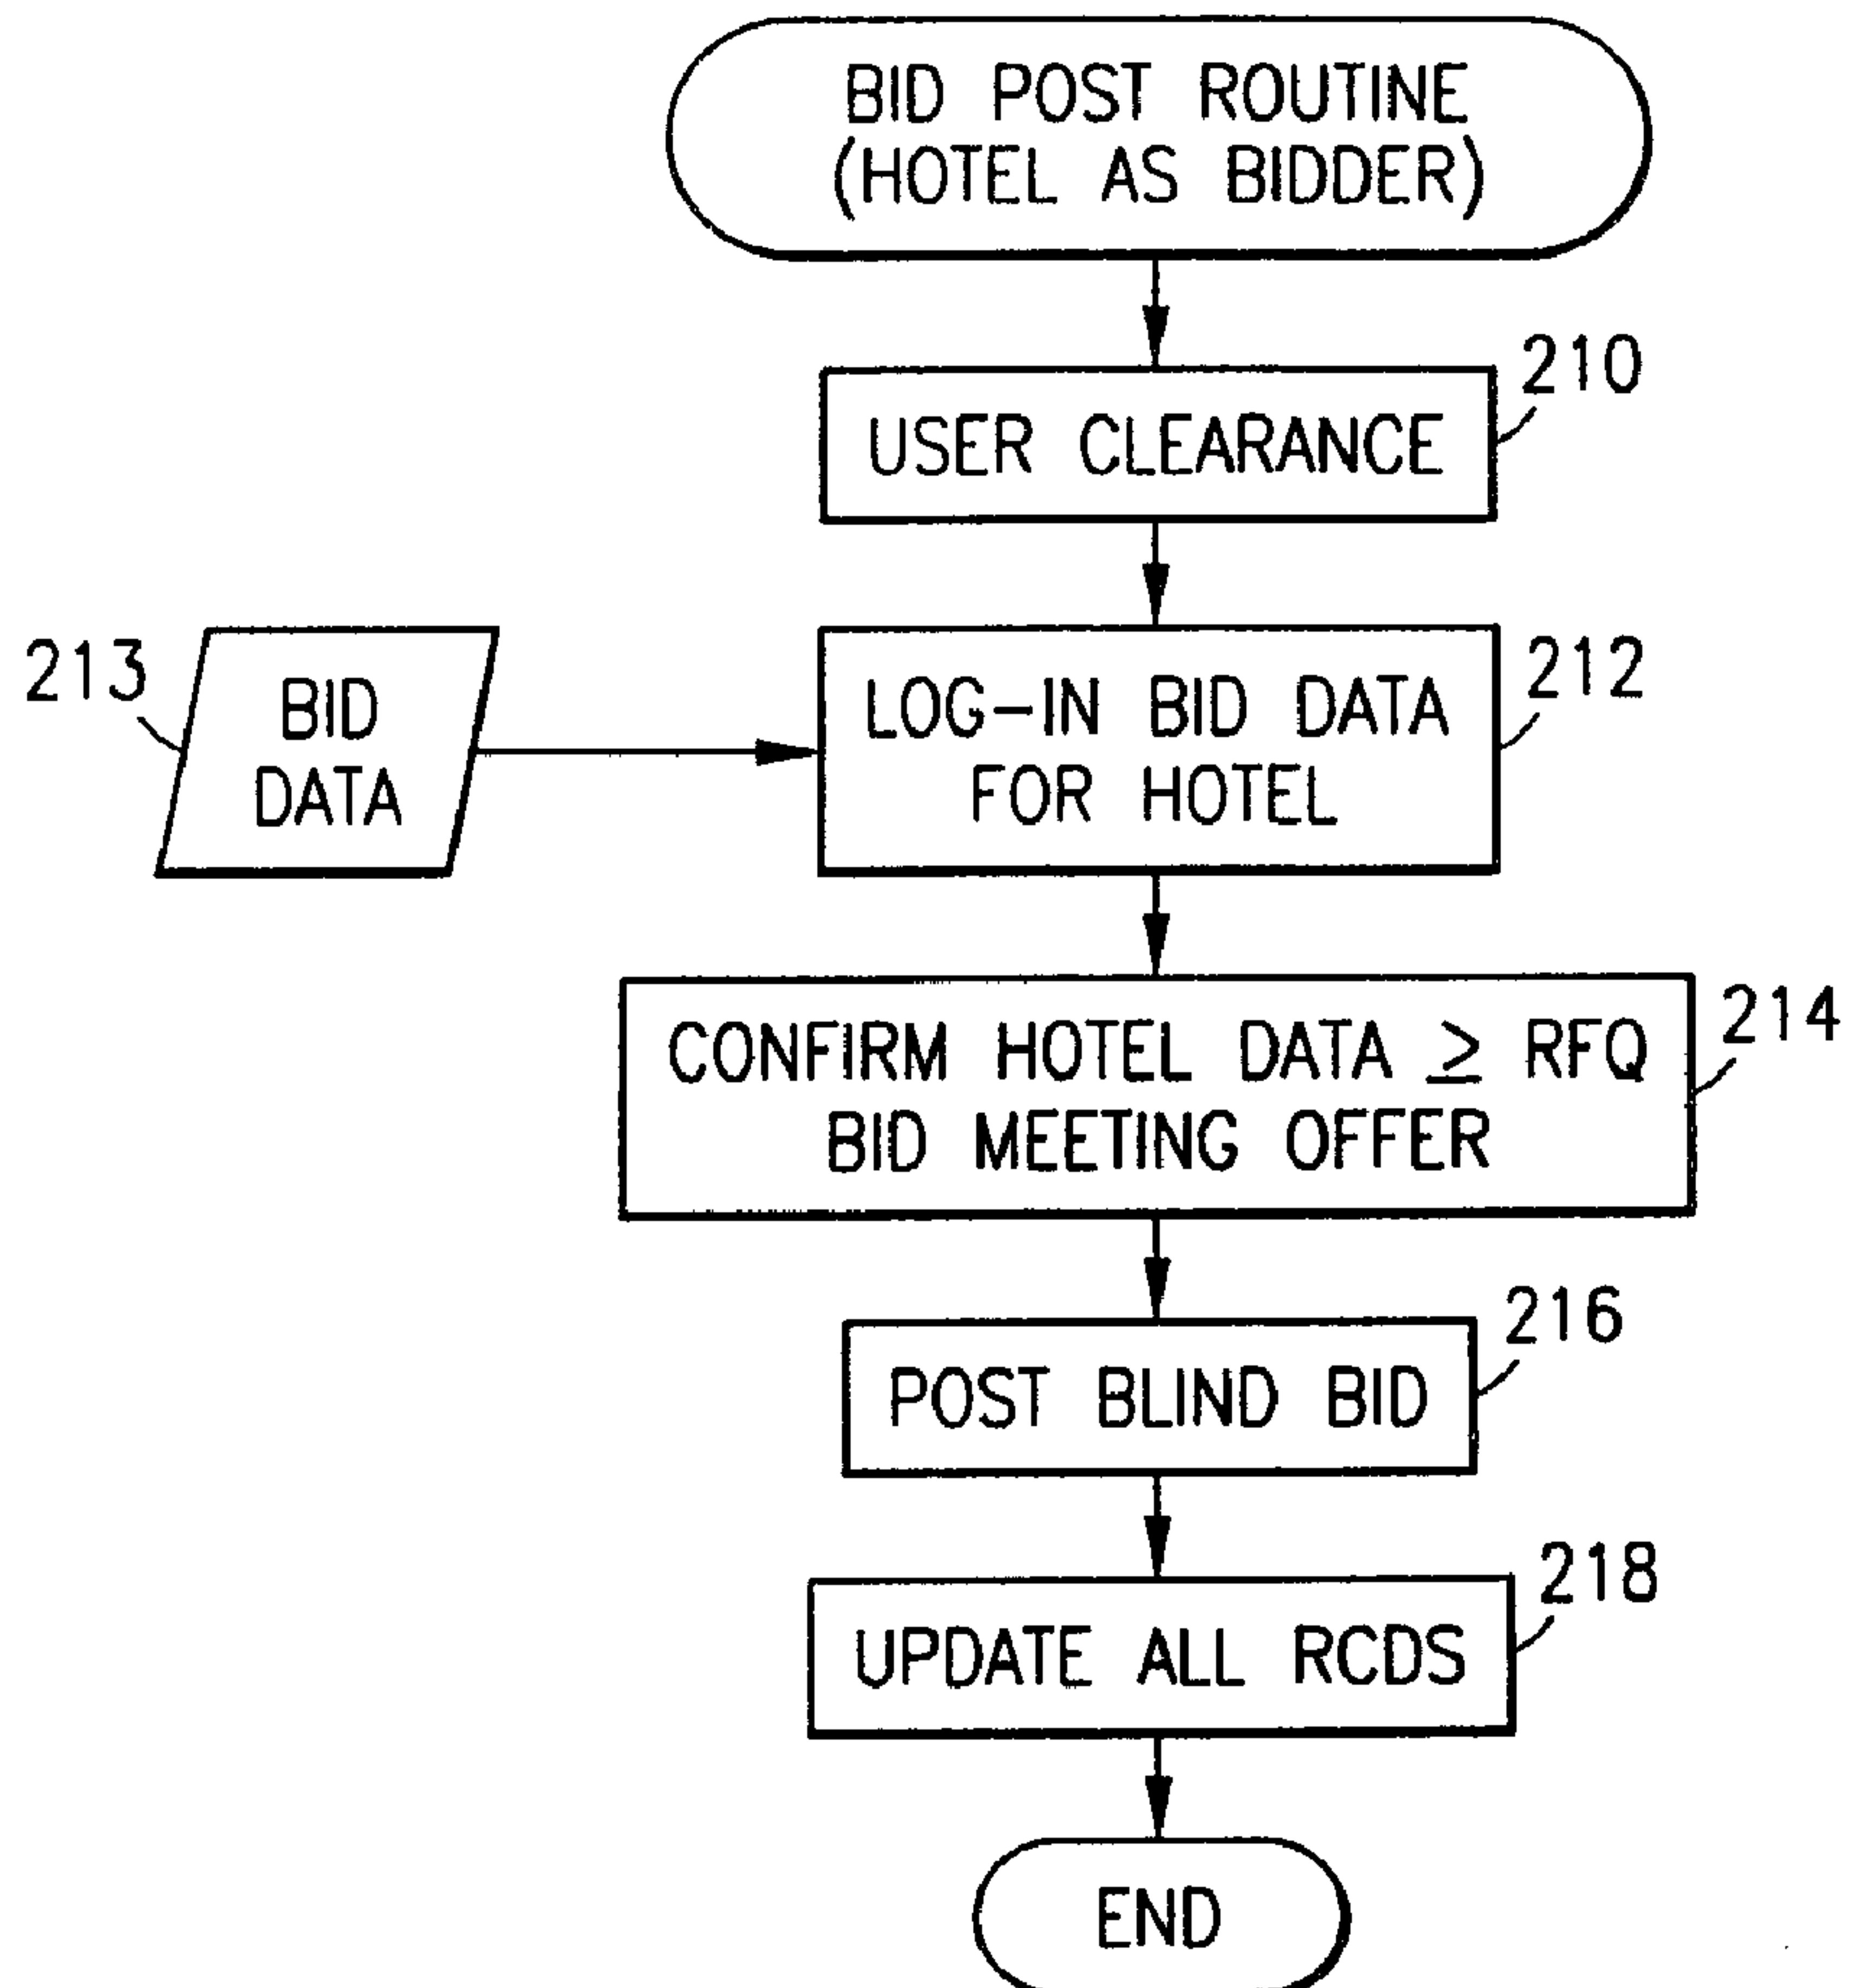 BID POST ROUTINE
(HOTEL AS BIDDER)
210
USER CLEARANCE
213
BID
DATA
212
LOG-IN BID DATA
FOR HOTEL
214
CONFIRM HOTEL DATA ≥ RFQ
BID MEETING OFFER
216
POST BLIND BID
218
UPDATE ALL RCDS
END